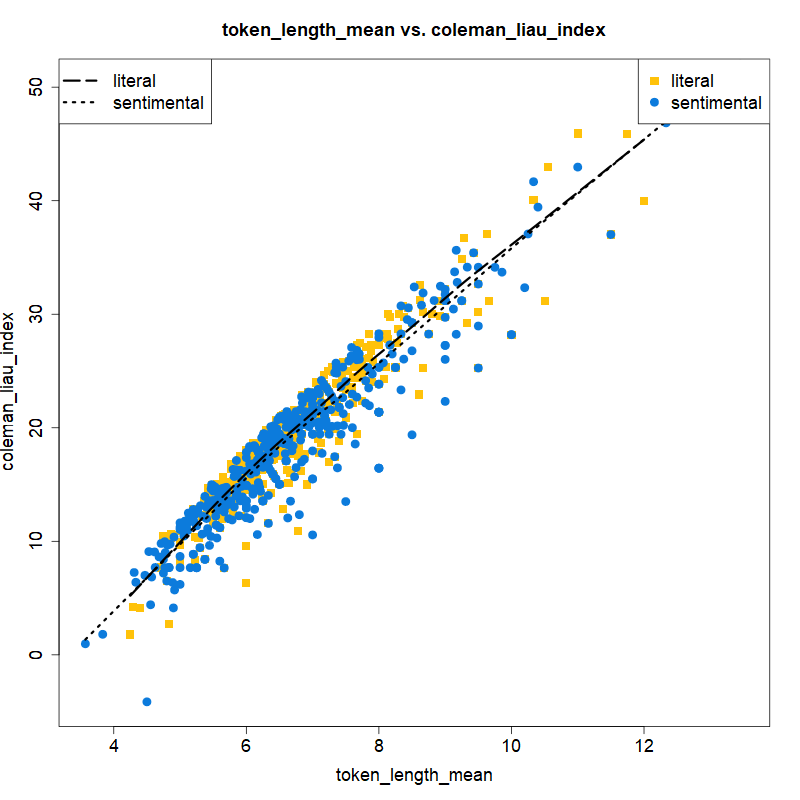 token_length_mean vs. coleman_liau_index
literal
sentimental
literal
sentimental
coleman_liau_index
50
40
30
20
10
0
4
6
8
10
12
token_length_mean